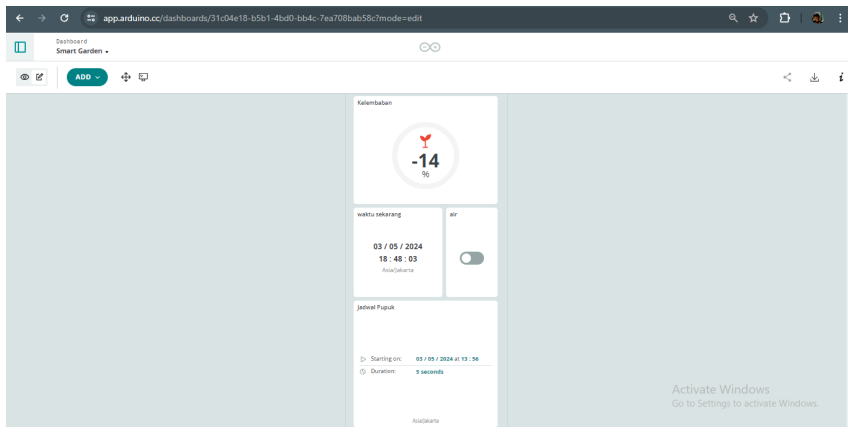 app.arduino.cc/dashboards/31c04e18-b5b1-4bd0-bb4c-7ea708bab58c?mode=edit
Dashboard
Smart Garden
ADD
Kelembaban
-14
%
waktu sekarang
03 / 05 / 2024
18 : 48 : 03
Asia/Jakarta
air
Jadwal Pupuk
Starting on: 03 / 05 / 2024 at 13 : 56
Duration: 5 seconds
Asia/Jakarta
Activate Windows
Go to Settings to activate Windows.